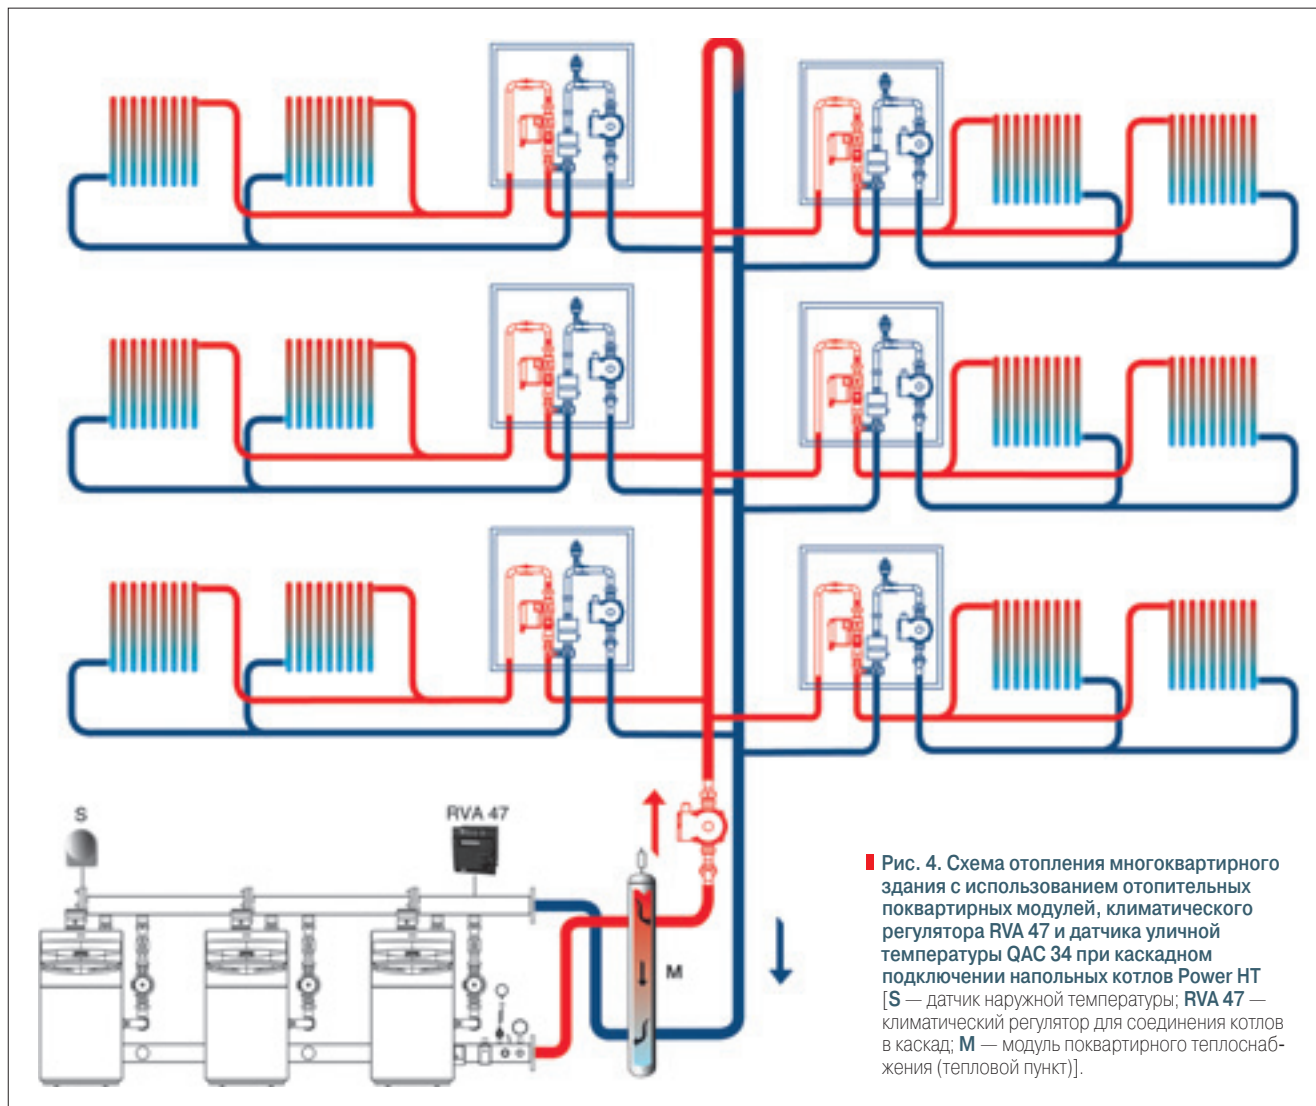 S
RVA 47
M
Рис. 4. Схема отопления многоквартирного
здания с использованием отопительных
поквартирных модулей, климатического
регулятора RVA 47 и датчика уличной
температуры QAC 34 при каскадном
подключении напольных котлов Power HT
[S — датчик наружной температуры; RVA 47 —
климатический регулятор для соединения котлов
в каскад; M — модуль поквартирного теплоснаб-
жения (тепловой пункт)].